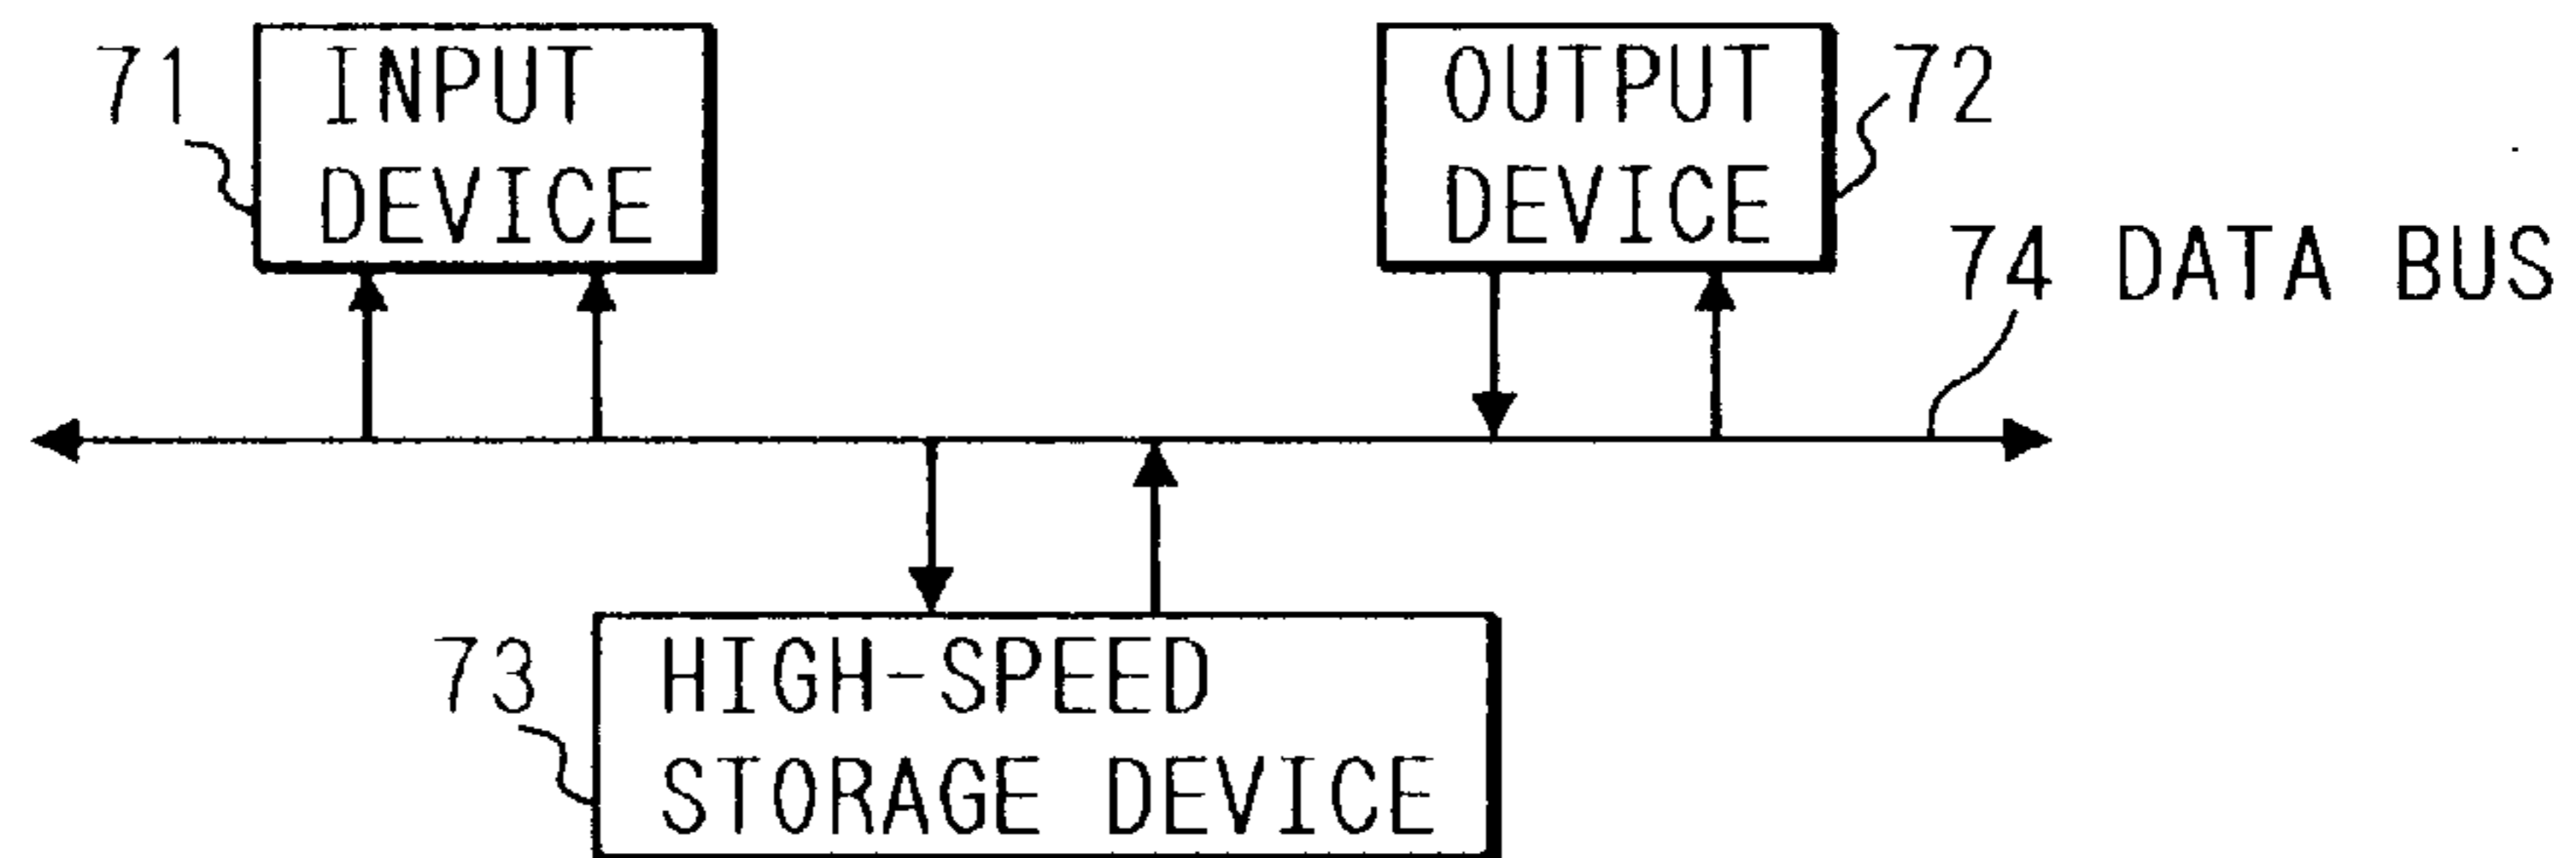 71 INPUT
DEVICE
OUTPUT 72
DEVICE
74 DATA BUS
73 HIGH-SPEED
STORAGE DEVICE